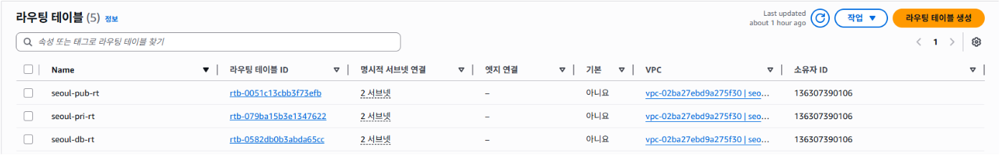 라우팅 테이블 (5) 정보
Last updated
about 1 hour ago
작업
라우팅 테이블 생성
속성 또는 태그로 라우팅 테이블 찾기
1
Name 라우팅 테이블 ID 명시적 서브넷 연결 엣지 연결 기본 VPC 소유자 ID
seoul-pub-rt rtb-0051c13cbb3f73efb 2 서브넷 – 아니요 vpc-02ba27ebd9a275f30 | seo... 136307390106
seoul-pri-rt rtb-079ba15b3e1347622 2 서브넷 – 아니요 vpc-02ba27ebd9a275f30 | seo... 136307390106
seoul-db-rt rtb-0582db0b3abda65cc 2 서브넷 – 아니요 vpc-02ba27ebd9a275f30 | seo... 136307390106